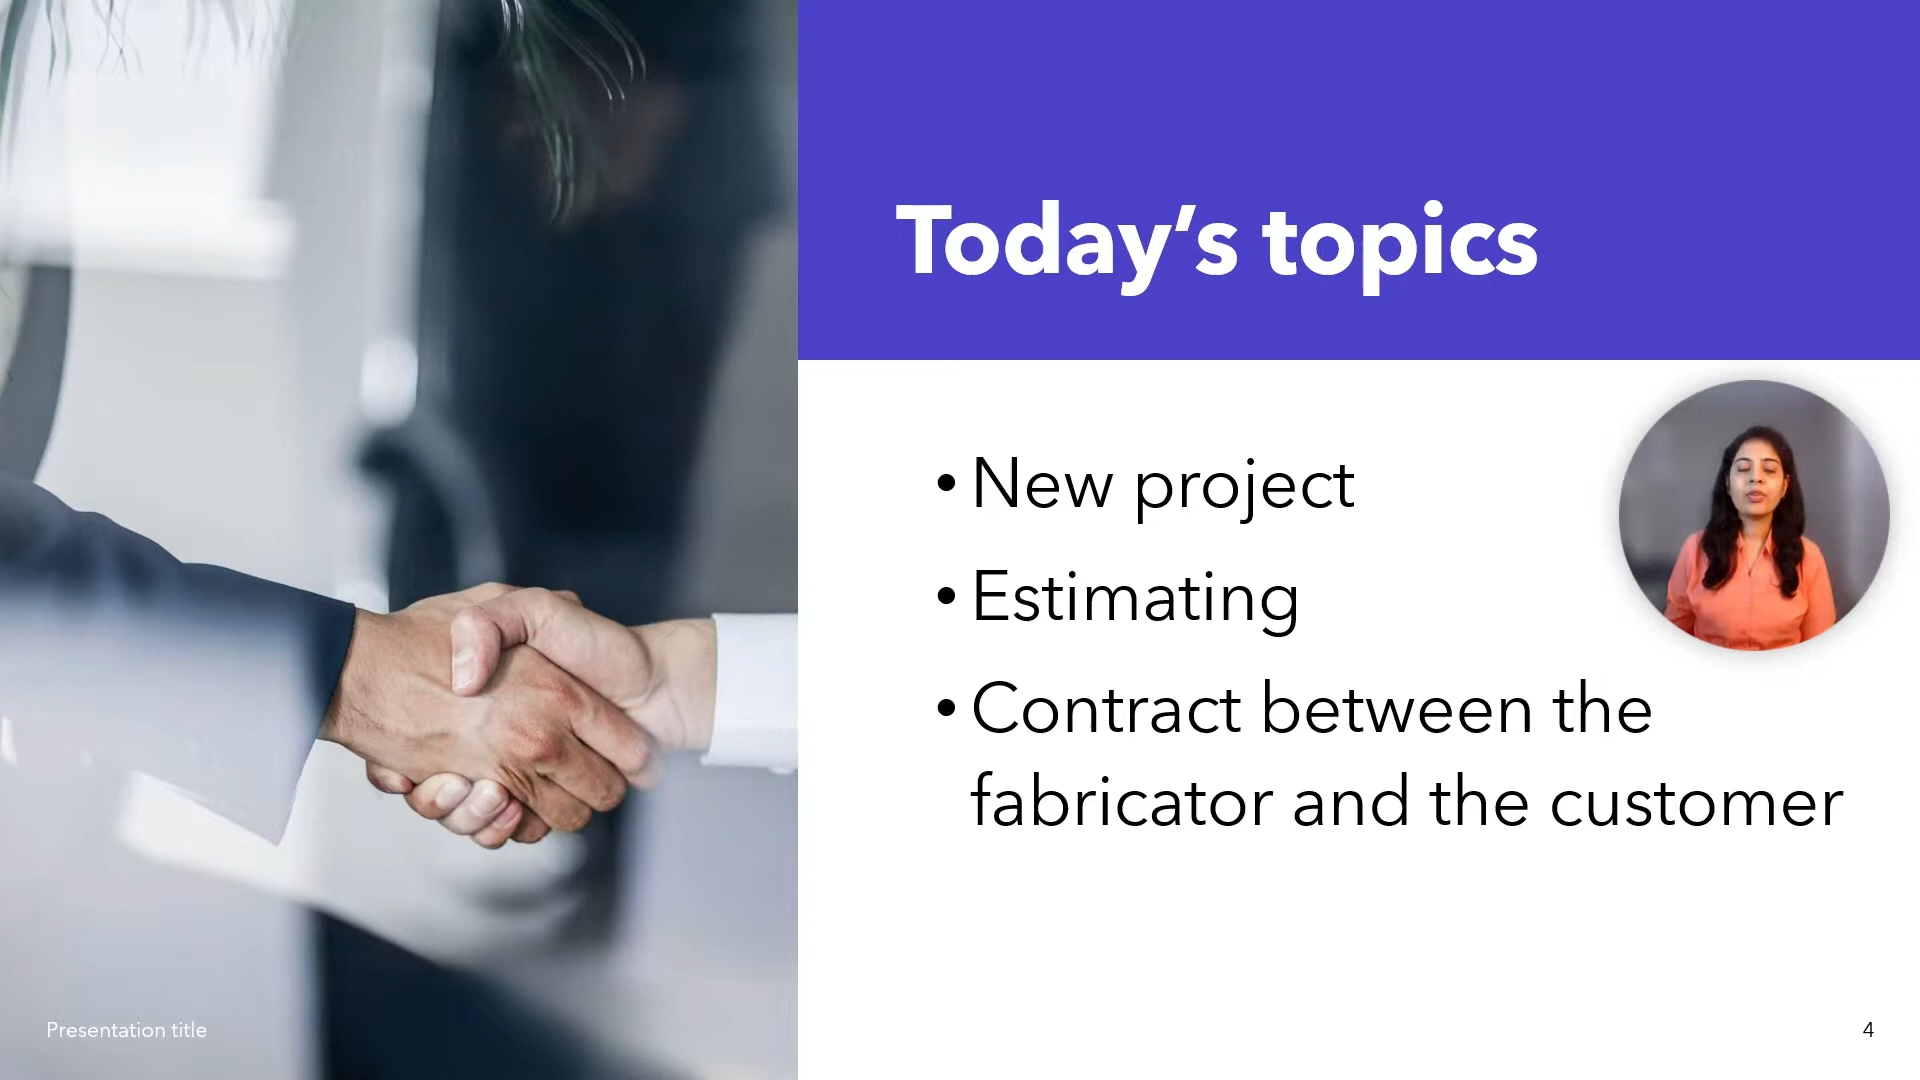 Today’s topics
• New project
• Estimating
• Contract between the
fabricator and the customer
Presentation title
4